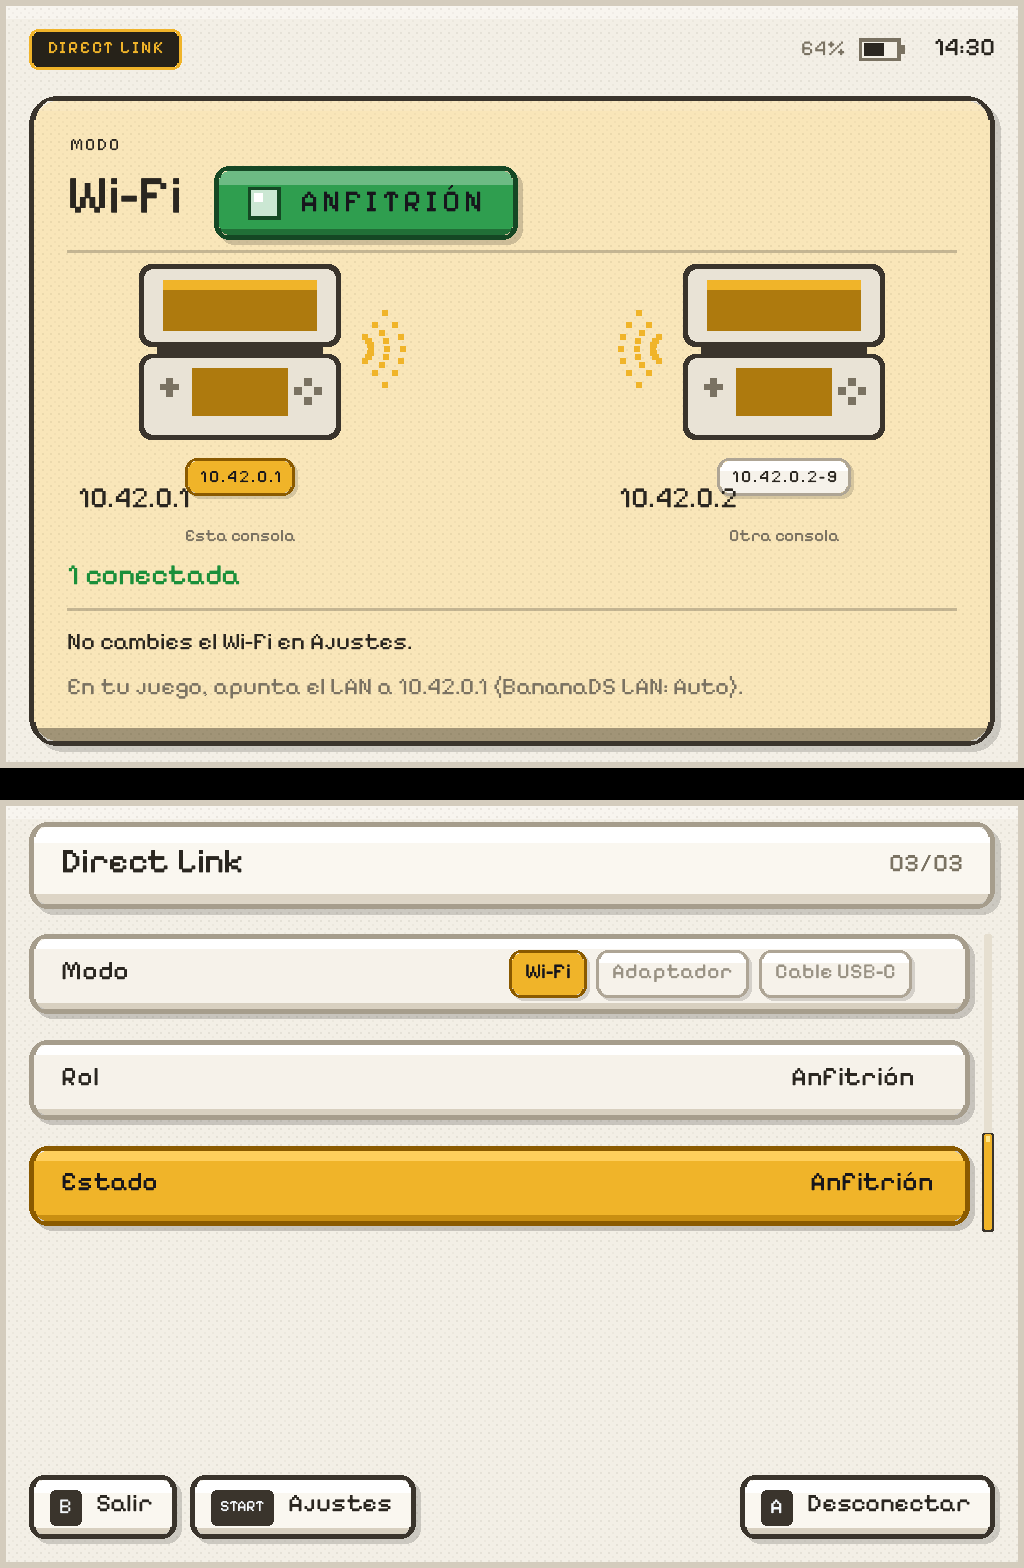 DIRECT LINK
64% 14:30
MODO
Wi-Fi ANFITRIÓN
10.42.0.1 10.42.0.2-9
10.42.0.1 10.42.0.2
Esta consola Otra consola
1 conectada
No cambies el Wi-Fi en Ajustes.
En tu juego, apunta el LAN a 10.42.0.1 (BananaDS LAN: Auto).
Direct Link 03/03
Modo Wi-Fi Adaptador Cable USB-C
Rol Anfitrión
Estado Anfitrión
B Salir START Ajustes A Desconectar